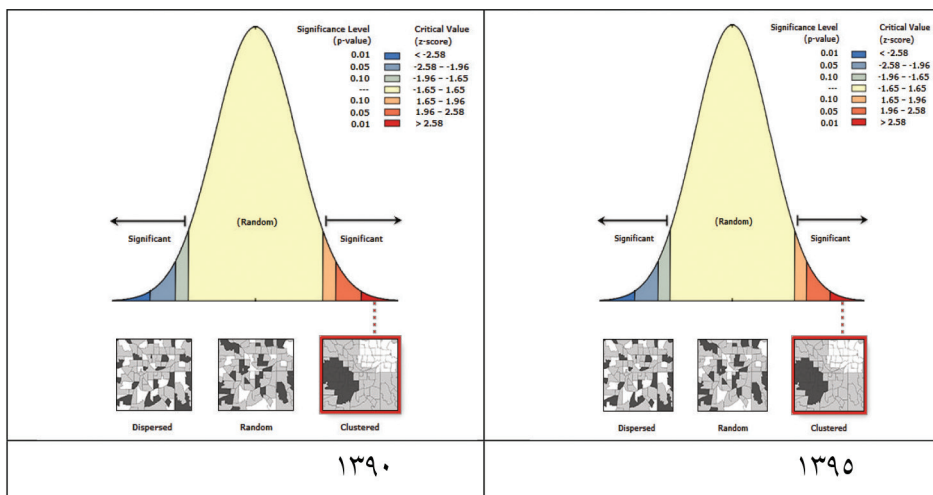 Significance Level (p-value) Critical Value (z-score)
0.01 < -2.58
0.05 -2.58 – -1.96
0.10 -1.96 – -1.65
--- -1.65 – 1.65
0.10 1.65 – 1.96
0.05 1.96 – 2.58
0.01 > 2.58
(Random)
Significant Significant
Dispersed Random Clustered
۱۳۹۰
Significance Level (p-value) Critical Value (z-score)
0.01 < -2.58
0.05 -2.58 – -1.96
0.10 -1.96 – -1.65
--- -1.65 – 1.65
0.10 1.65 – 1.96
0.05 1.96 – 2.58
0.01 > 2.58
(Random)
Significant Significant
Dispersed Random Clustered
۱۳۹۵